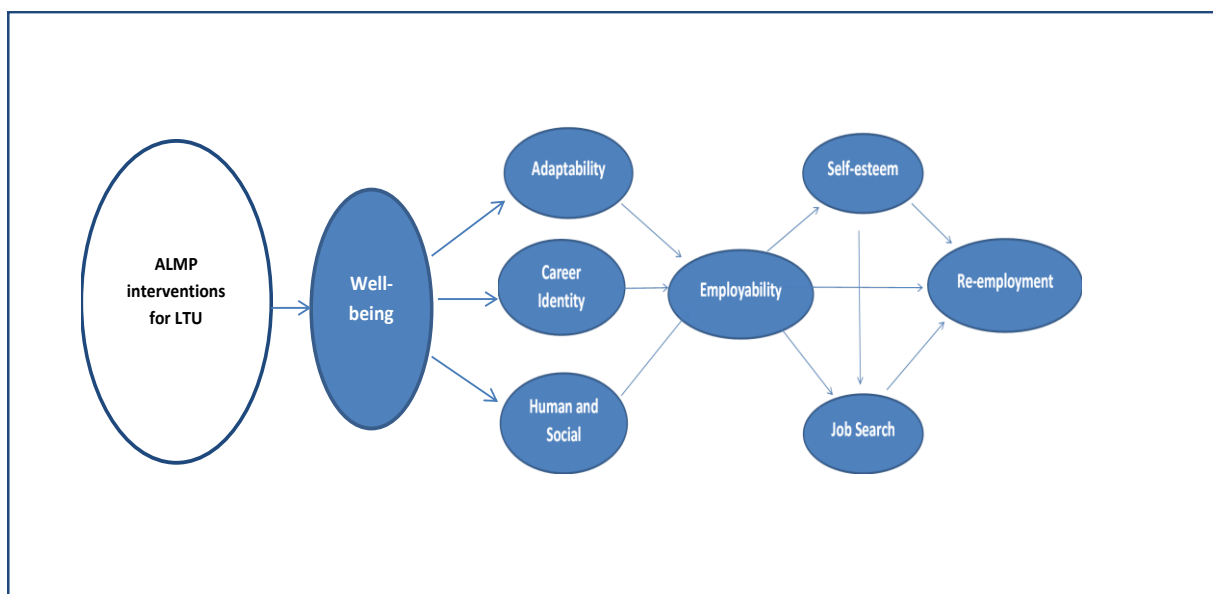 ALMP
interventions
for LTU
Well-
being
Adaptability
Career
Identity
Human and
Social
Employability
Self-esteem
Job Search
Re-employment